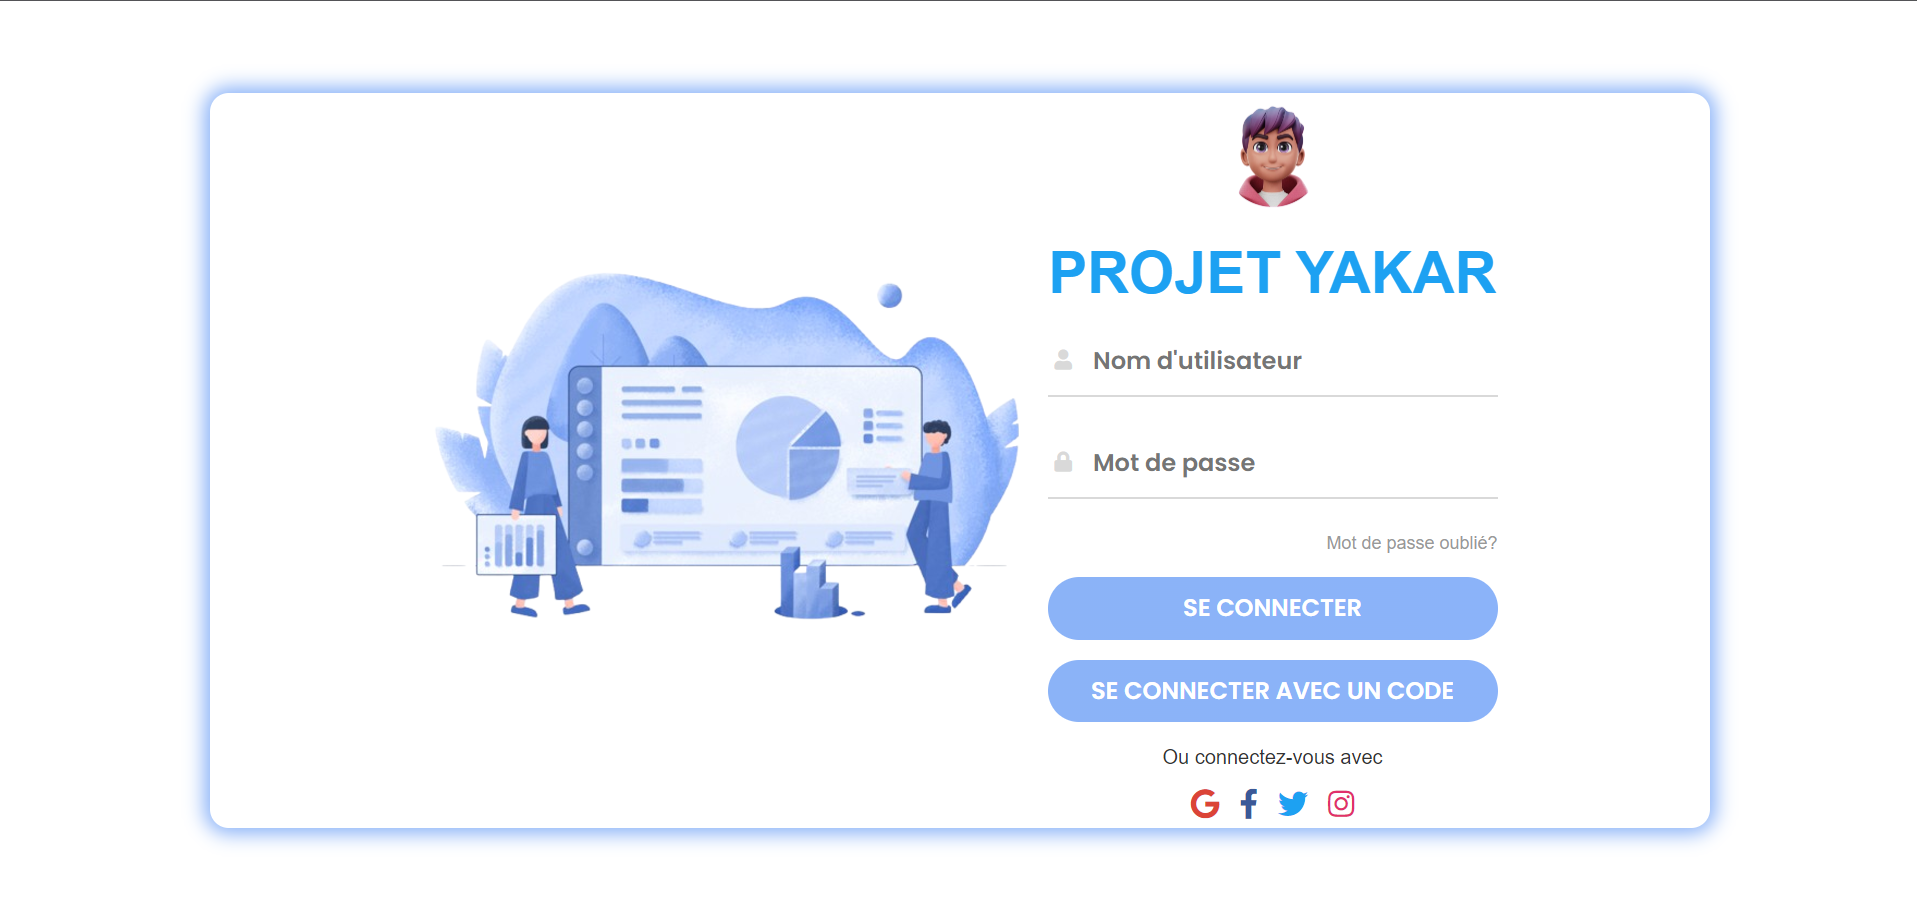 PROJET YAKAR
Nom d'utilisateur
Mot de passe
Mot de passe oublié?
SE CONNECTER
SE CONNECTER AVEC UN CODE
Ou connectez-vous avec